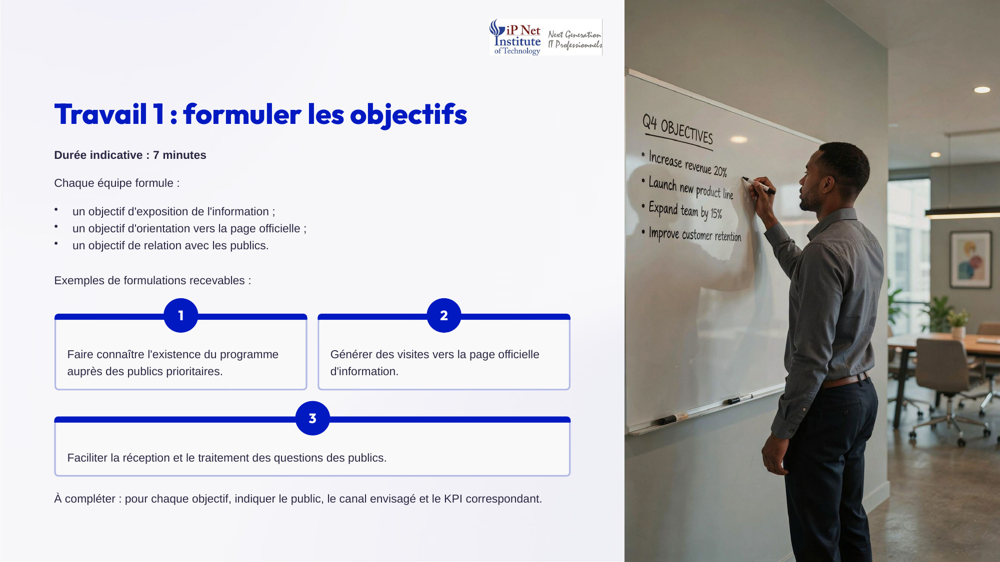 iP Net
Institute
of Technology
Next Generation
IT Professionnels
Travail 1 : formuler les objectifs
Durée indicative : 7 minutes
Chaque équipe formule :
• un objectif d'exposition de l'information ;
• un objectif d'orientation vers la page officielle ;
• un objectif de relation avec les publics.
Exemples de formulations recevables :
1
Faire connaître l'existence du programme
auprès des publics prioritaires.
2
Générer des visites vers la page officielle
d'information.
3
Faciliter la réception et le traitement des questions des publics.
À compléter : pour chaque objectif, indiquer le public, le canal envisagé et le KPI correspondant.
Q4 OBJECTIVES
• Increase revenue 20%
• Launch new product line
• Expand team by 15%
• Improve customer retention